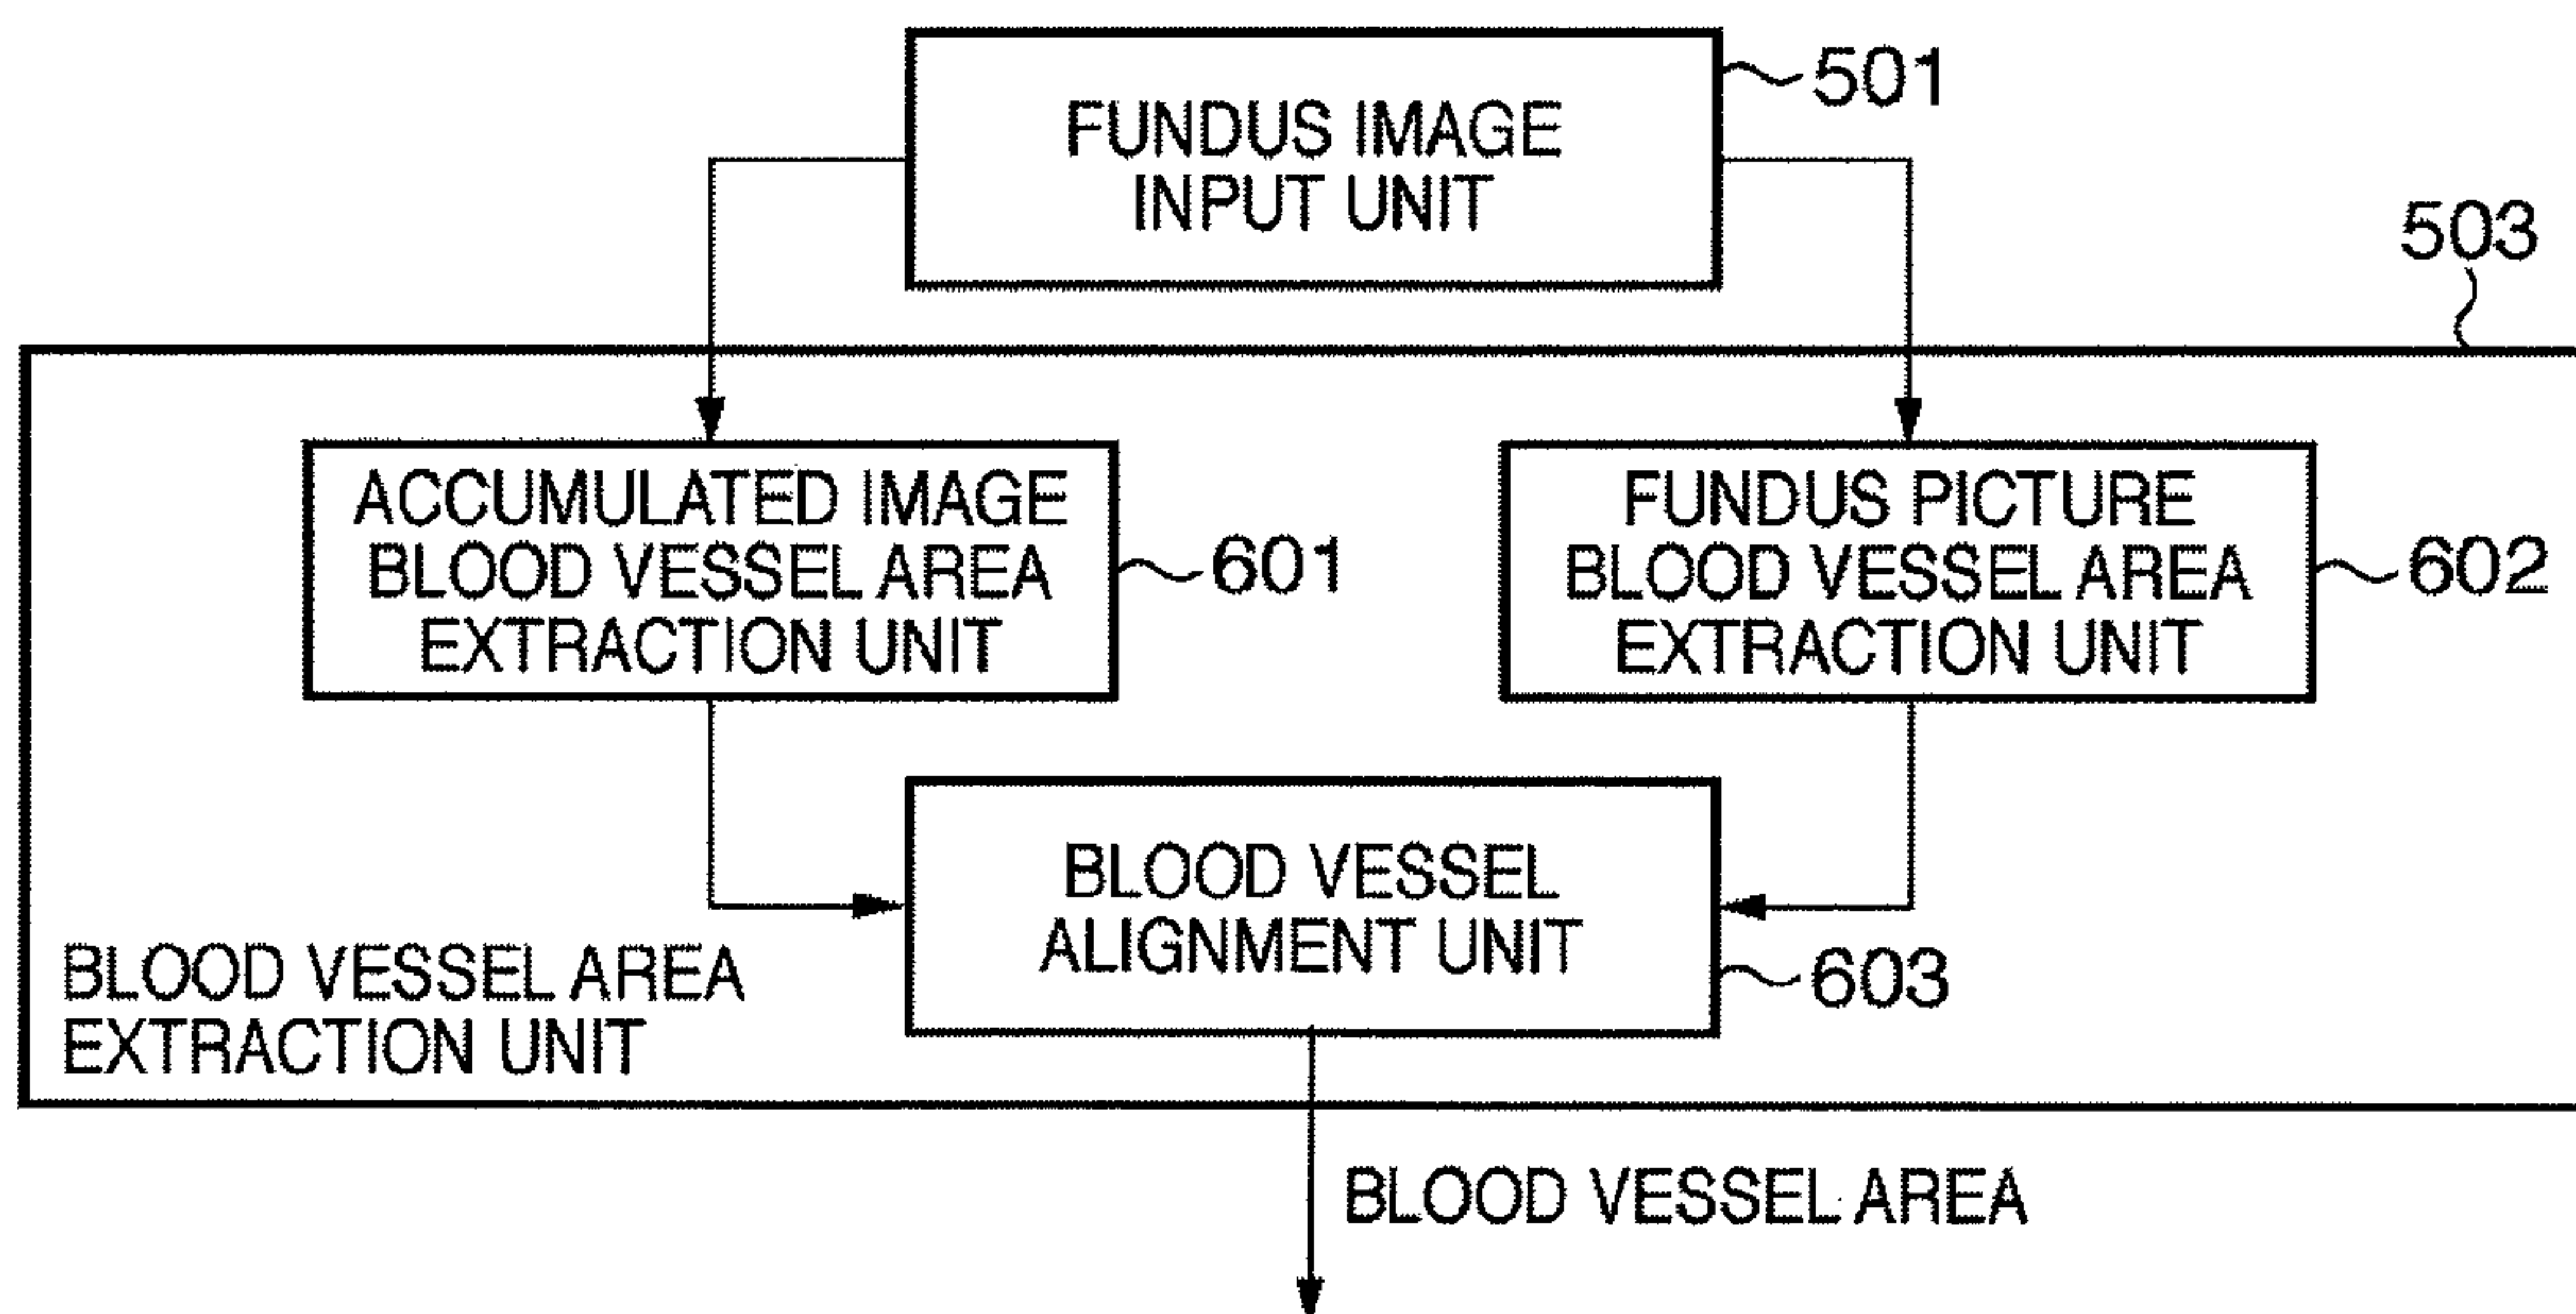 FUNDUS IMAGE
INPUT UNIT
501
503
ACCUMULATED IMAGE
BLOOD VESSEL AREA
EXTRACTION UNIT
601
FUNDUS PICTURE
BLOOD VESSEL AREA
EXTRACTION UNIT
602
BLOOD VESSEL
ALIGNMENT UNIT
603
BLOOD VESSEL AREA
EXTRACTION UNIT
BLOOD VESSEL AREA